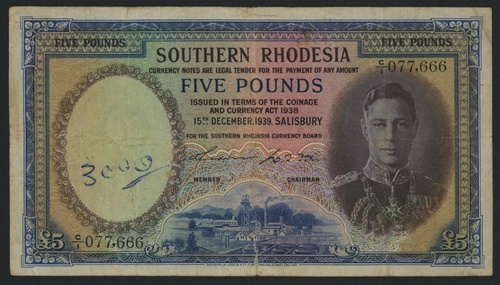 FIVE POUNDS FIVE POUNDS
SOUTHERN RHODESIA
CURRENCY NOTES ARE LEGAL TENDER FOR THE PAYMENT OF ANY AMOUNT
C/1 077,666
FIVE POUNDS
ISSUED IN TERMS OF THE COINAGE
AND CURRENCY ACT 1938
15TH DECEMBER, 1939. SALISBURY
FOR THE SOUTHERN RHODESIA CURRENCY BOARD
3000
MEMBER CHAIRMAN
C/1 077,666
£5 £5